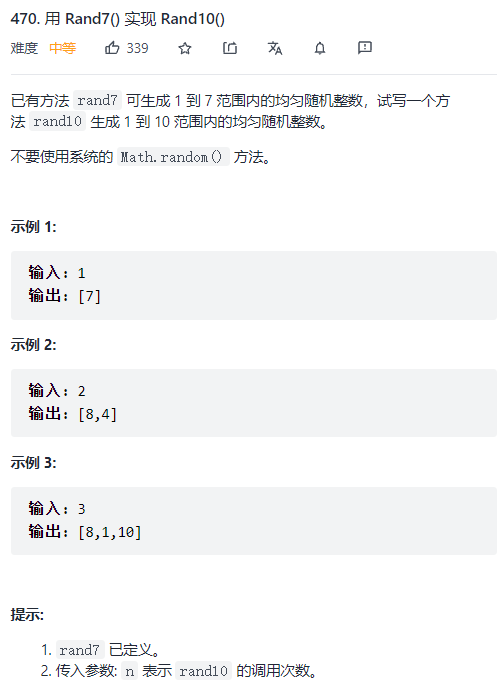 470. 用 Rand7() 实现 Rand10()
难度 中等 339
已有方法 rand7 可生成 1 到 7 范围内的均匀随机整数，试写一个方
法 rand10 生成 1 到 10 范围内的均匀随机整数。
不要使用系统的 Math.random() 方法。
示例 1:
输入: 1
输出: [7]
示例 2:
输入: 2
输出: [8,4]
示例 3:
输入: 3
输出: [8,1,10]
提示:
1. rand7 已定义。
2. 传入参数: n 表示 rand10 的调用次数。